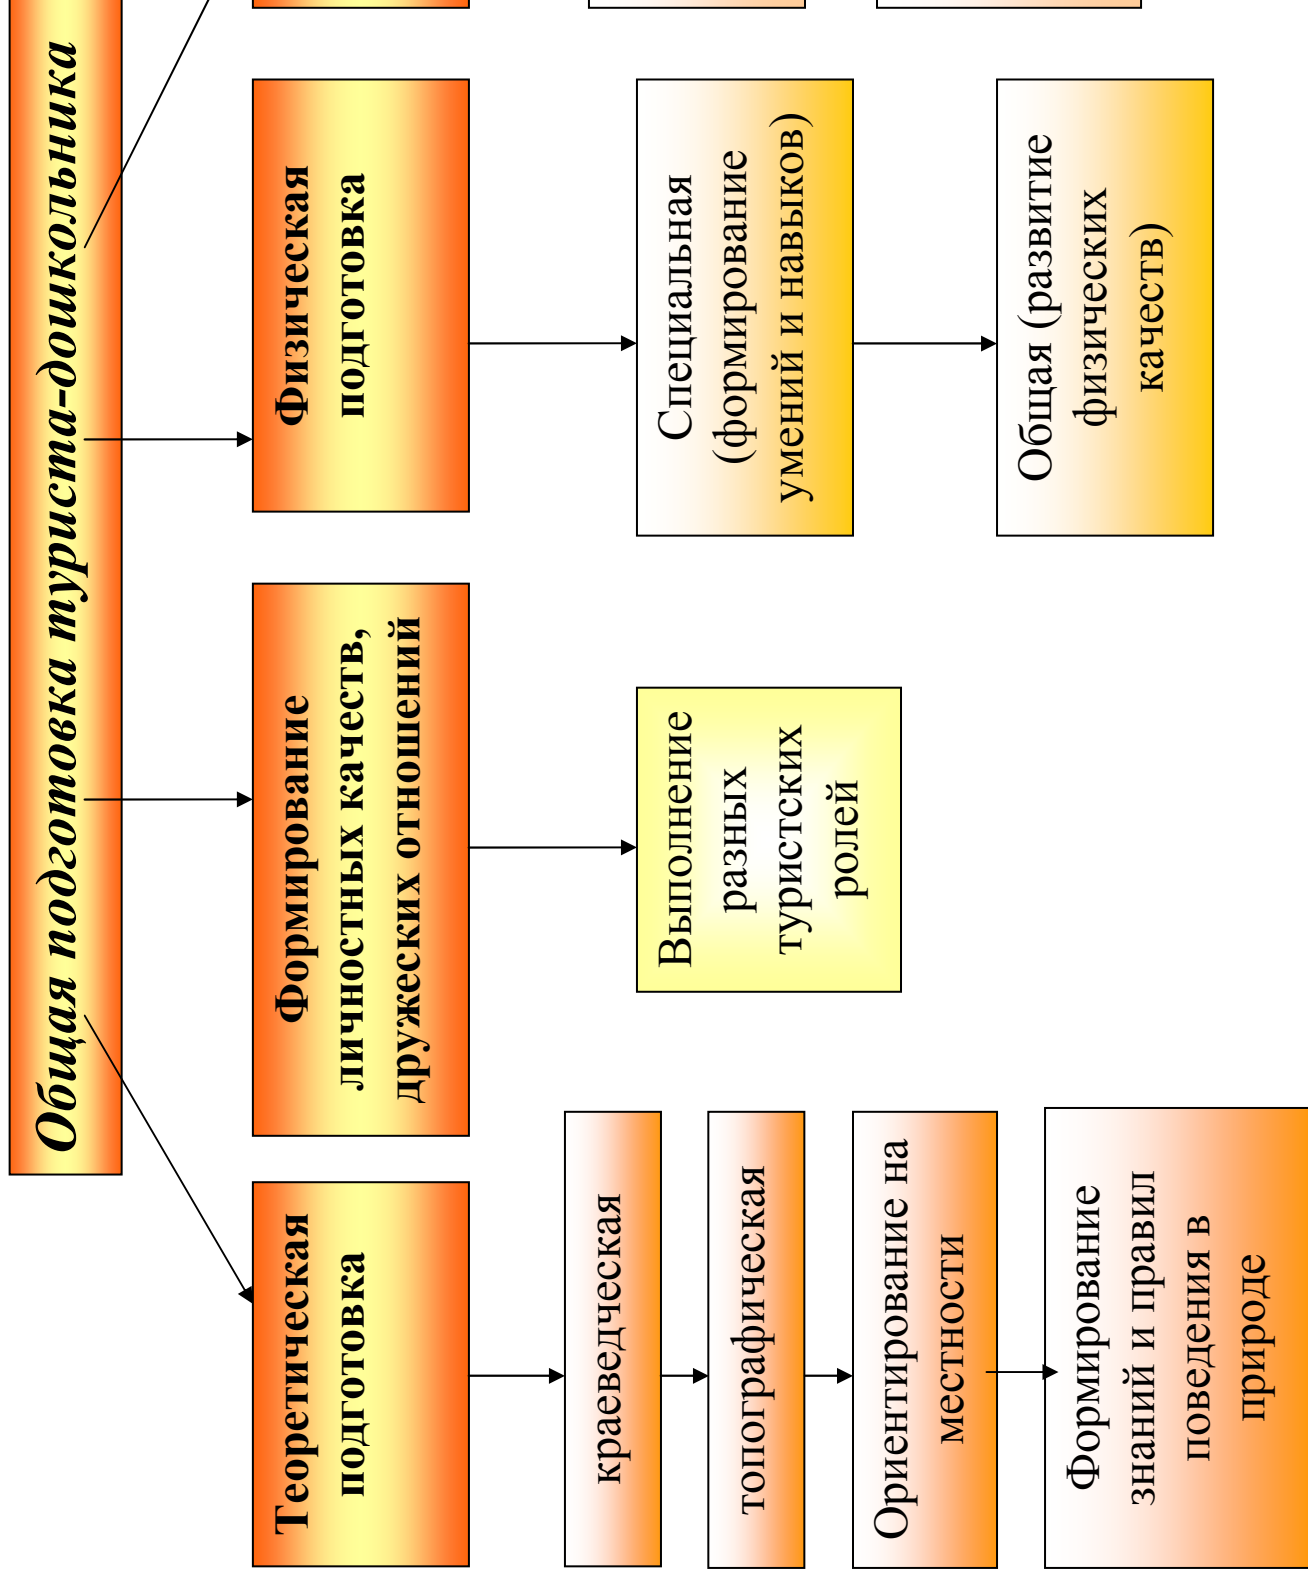 Общая подготовка туриста-дошкольника
Теоретическая
подготовка
краеведческая
топографическая
Ориентирование на
местности
Формирование
знаний и правил
поведения в
природе
Формирование
личностных качеств,
дружеских отношений
Выполнение
разных
туристских
ролей
Физическая
подготовка
Специальная
(формирование
умений и навыков)
Общая (развитие
физических
качеств)